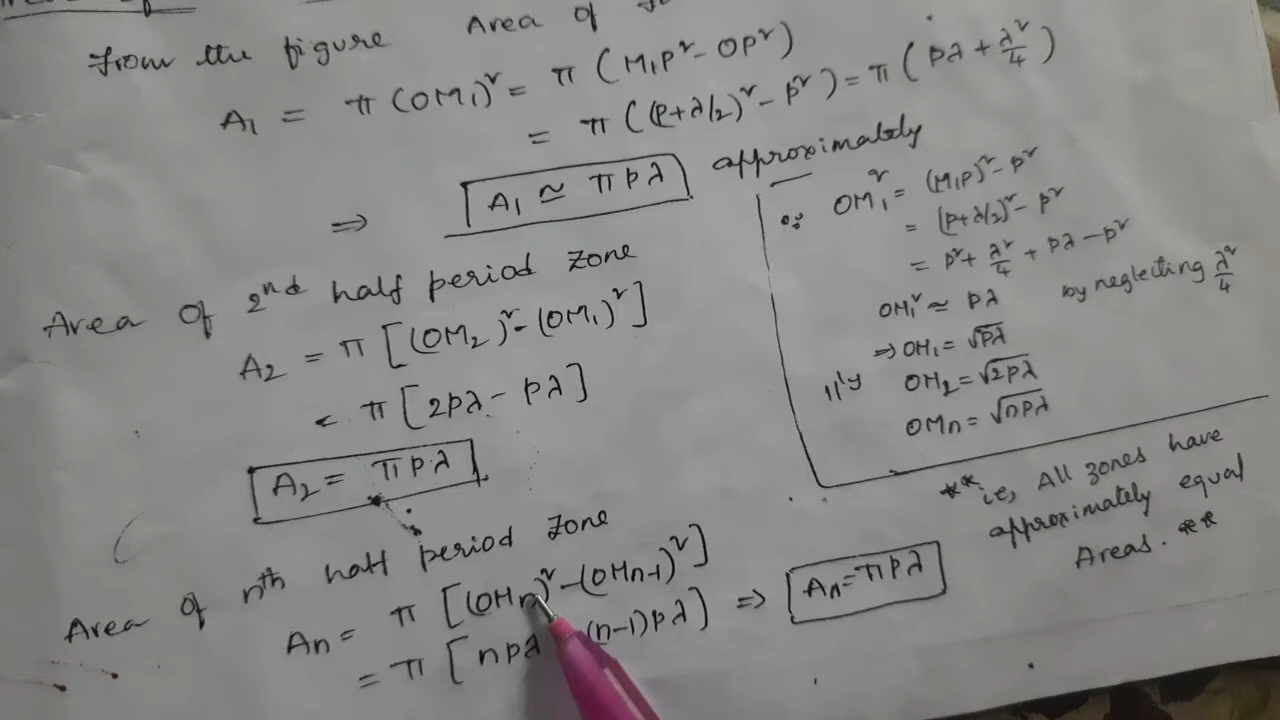 from the figure Area of
A₁ = π (OM₁)² = π (M₁P² - OP²)
= π ((P+λ/2)² - P²) = π (Pλ + λ²/4)
⇒ A₁ ≃ πPλ approximately
Area of 2nd half period zone
A₂ = π [(OM₂)² - (OM₁)²]
= π [2Pλ - Pλ]
A₂ = πPλ
Area of nth half period zone
An = π [(OMn)² - (OMn-1)²]
= π [nPλ (n-1)Pλ] ⇒ An = πPλ
∵ OM₁² = (M₁P)² - P²
= (P+λ/2)² - P²
= P² + λ²/4 + Pλ - P²
OM₁² ≃ Pλ by neglecting λ²/4
⇒ OM₁ = √Pλ
lll'y OM₂ = √2Pλ
OMn = √nPλ
** ie, All zones have
approximately equal
Areas. **